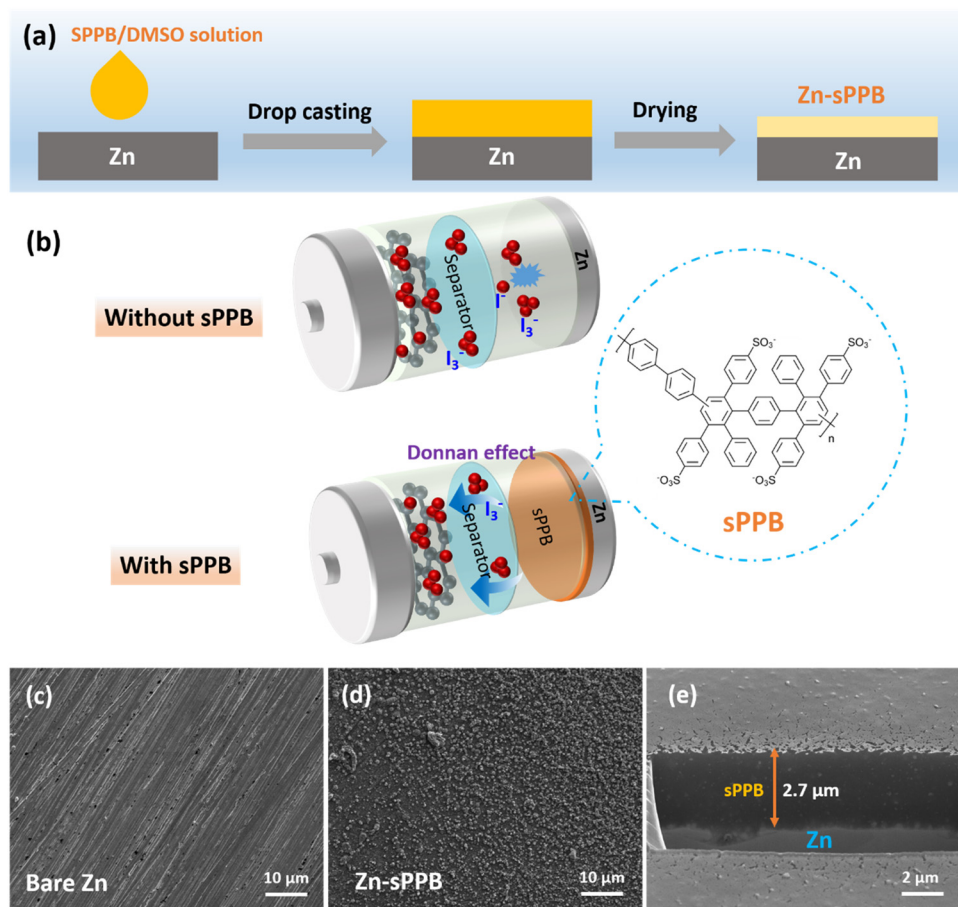 (a)
SPPB/DMSO solution
Zn
Drop casting
Zn
Drying
Zn-sPPB
Zn
(b)
Without sPPB
Separator
I₃⁻
I⁻
I₃⁻
Zn
SO₃⁻
SO₃⁻
n
⁻O₃S
⁻O₃S
sPPB
Donnan effect
With sPPB
Separator
I₃⁻
sPPB
Zn
(c)
Bare Zn
10 μm
(d)
Zn-sPPB
10 μm
(e)
sPPB
2.7 μm
Zn
2 μm